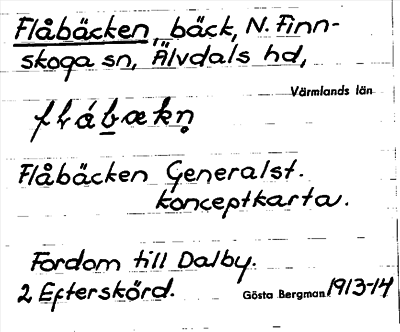 Flåbäcken, bäck, N. Finn-
skoga sn, Älvdals hd,
Värmlands län
Flåbäcken Generalst.
konceptkarta.
Fordom till Dalby.
2 Efterskörd. Gösta Bergman 1913-14